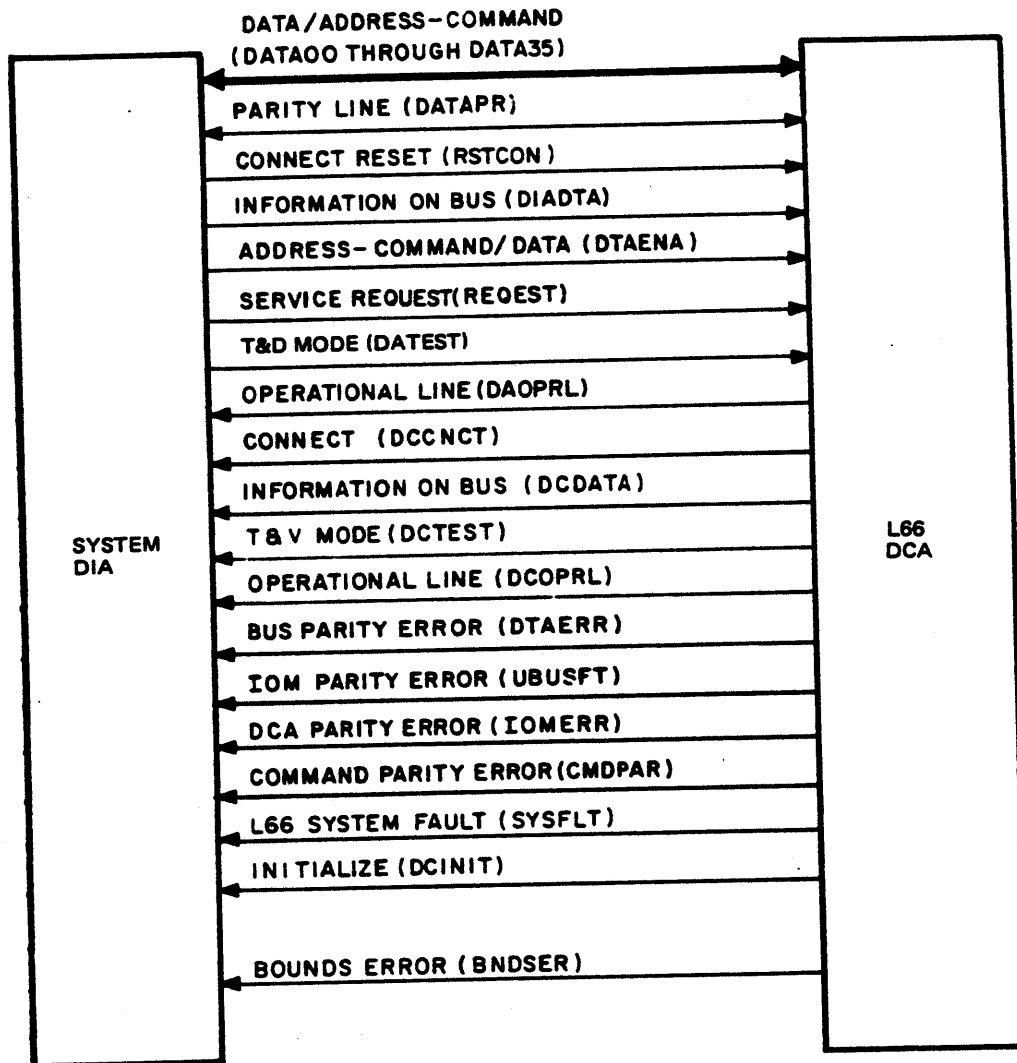 DATA/ADDRESS-COMMAND
(DATA00 THROUGH DATA35)
PARITY LINE (DATAPR)
CONNECT RESET (RSTCON)
INFORMATION ON BUS (DIADTA)
ADDRESS-COMMAND/DATA (DTAENA)
SERVICE REQUEST(REQEST)
T&D MODE (DATEST)
OPERATIONAL LINE (DAOPRL)
CONNECT (DCCNCT)
INFORMATION ON BUS (DCDATA)
T&V MODE (DCTEST)
OPERATIONAL LINE (DCOPRL)
BUS PARITY ERROR (DTAERR)
IOM PARITY ERROR (UBUSFT)
DCA PARITY ERROR (IOMERR)
COMMAND PARITY ERROR(CMDPAR)
L66 SYSTEM FAULT (SYSFLT)
INITIALIZE (DCINIT)
BOUNDS ERROR (BNDSER)
SYSTEM
DIA
L66
DCA